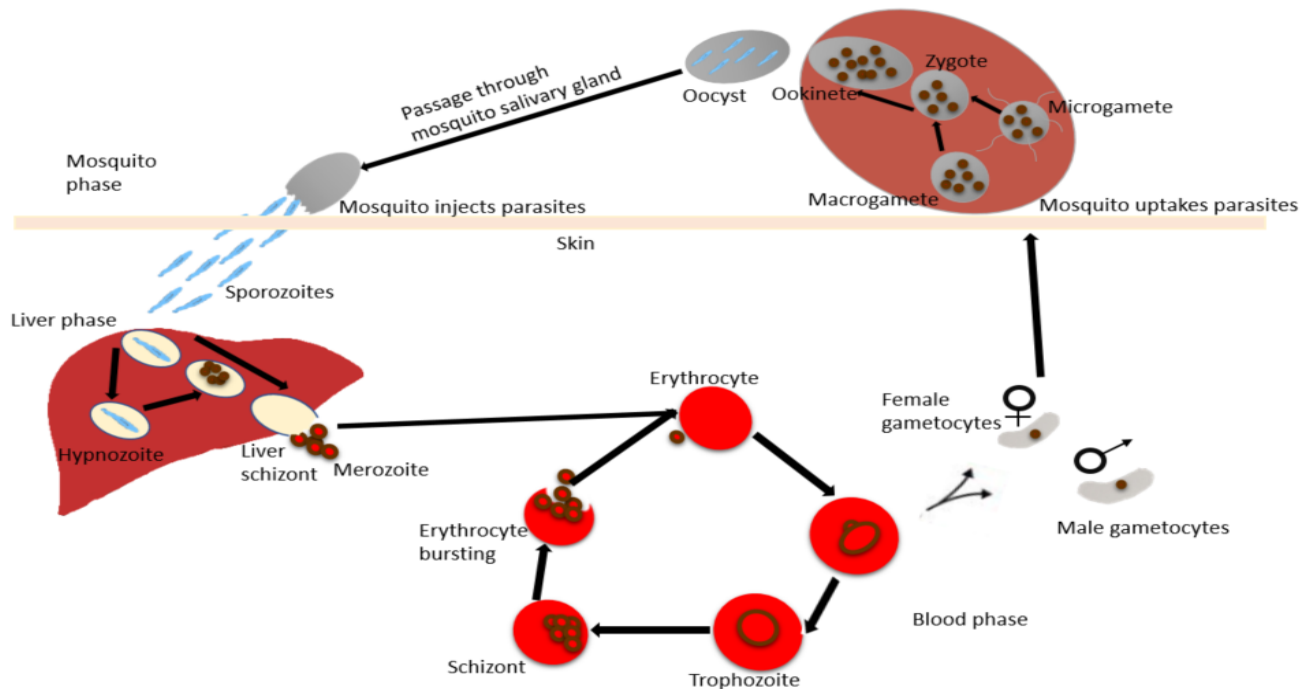 Passage through
mosquito salivary gland
Oocyst
Ookinete
Zygote
Microgamete
Macrogamete
Mosquito
phase
Mosquito injects parasites
Mosquito uptakes parasites
Skin
Sporozoites
Liver phase
Hypnozoite
Liver
schizont
Merozoite
Erythrocyte
Female
gametocytes
Male gametocytes
Erythrocyte
bursting
Blood phase
Schizont
Trophozoite